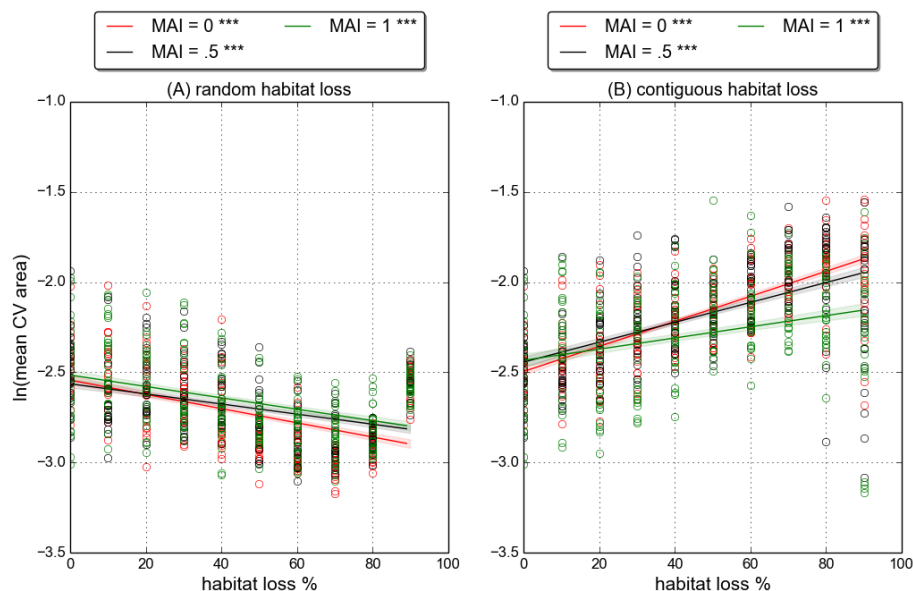 MAI = 0 *** MAI = 1 ***
MAI = .5 ***
(A) random habitat loss
−1.0
−1.5
−2.0
−2.5
−3.0
−3.5
ln(mean CV area)
0 20 40 60 80 100
habitat loss %
MAI = 0 *** MAI = 1 ***
MAI = .5 ***
(B) contiguous habitat loss
−1.0
−1.5
−2.0
−2.5
−3.0
−3.5
0 20 40 60 80 100
habitat loss %